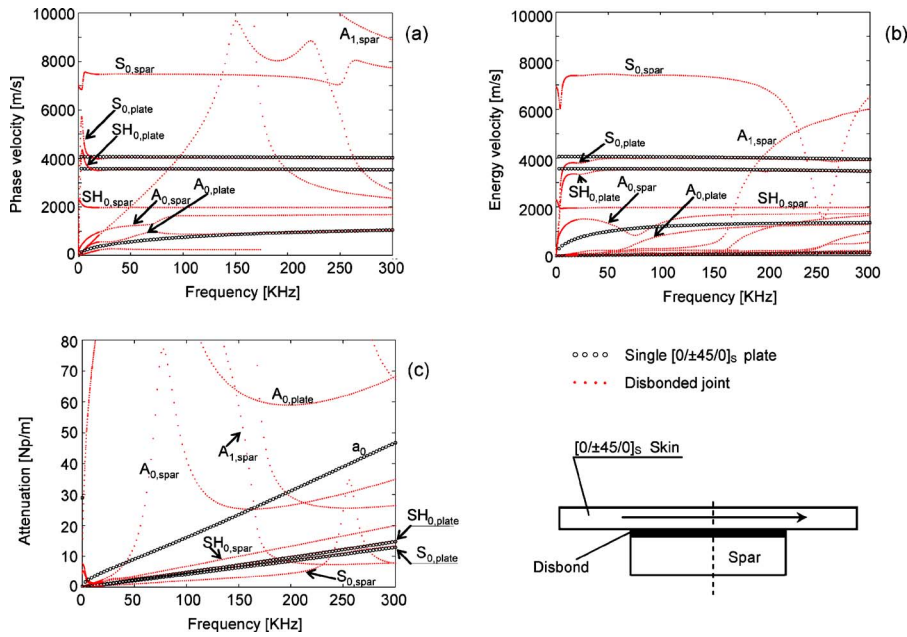 (a)
Phase velocity [m/s]
10000
8000
6000
4000
2000
0
0 50 100 150 200 250 300
Frequency [KHz]
A1,spar
S0,spar
S0,plate
SH0,plate
SH0,spar
A0,spar
A0,plate
(b)
Energy velocity [m/s]
10000
8000
6000
4000
2000
0
0 50 100 150 200 250 300
Frequency [KHz]
S0,spar
A1,spar
S0,plate
SH0,plate
A0,spar
A0,plate
SH0,spar
(c)
Attenuation [Np/m]
80
70
60
50
40
30
20
10
0
0 50 100 150 200 250 300
Frequency [KHz]
A0,plate
A1,spar
a0
A0,spar
SH0,plate
SH0,spar
S0,plate
S0,spar
Single [0/±45/0]S plate
Disbonded joint
[0/±45/0]S Skin
Disbond
Spar